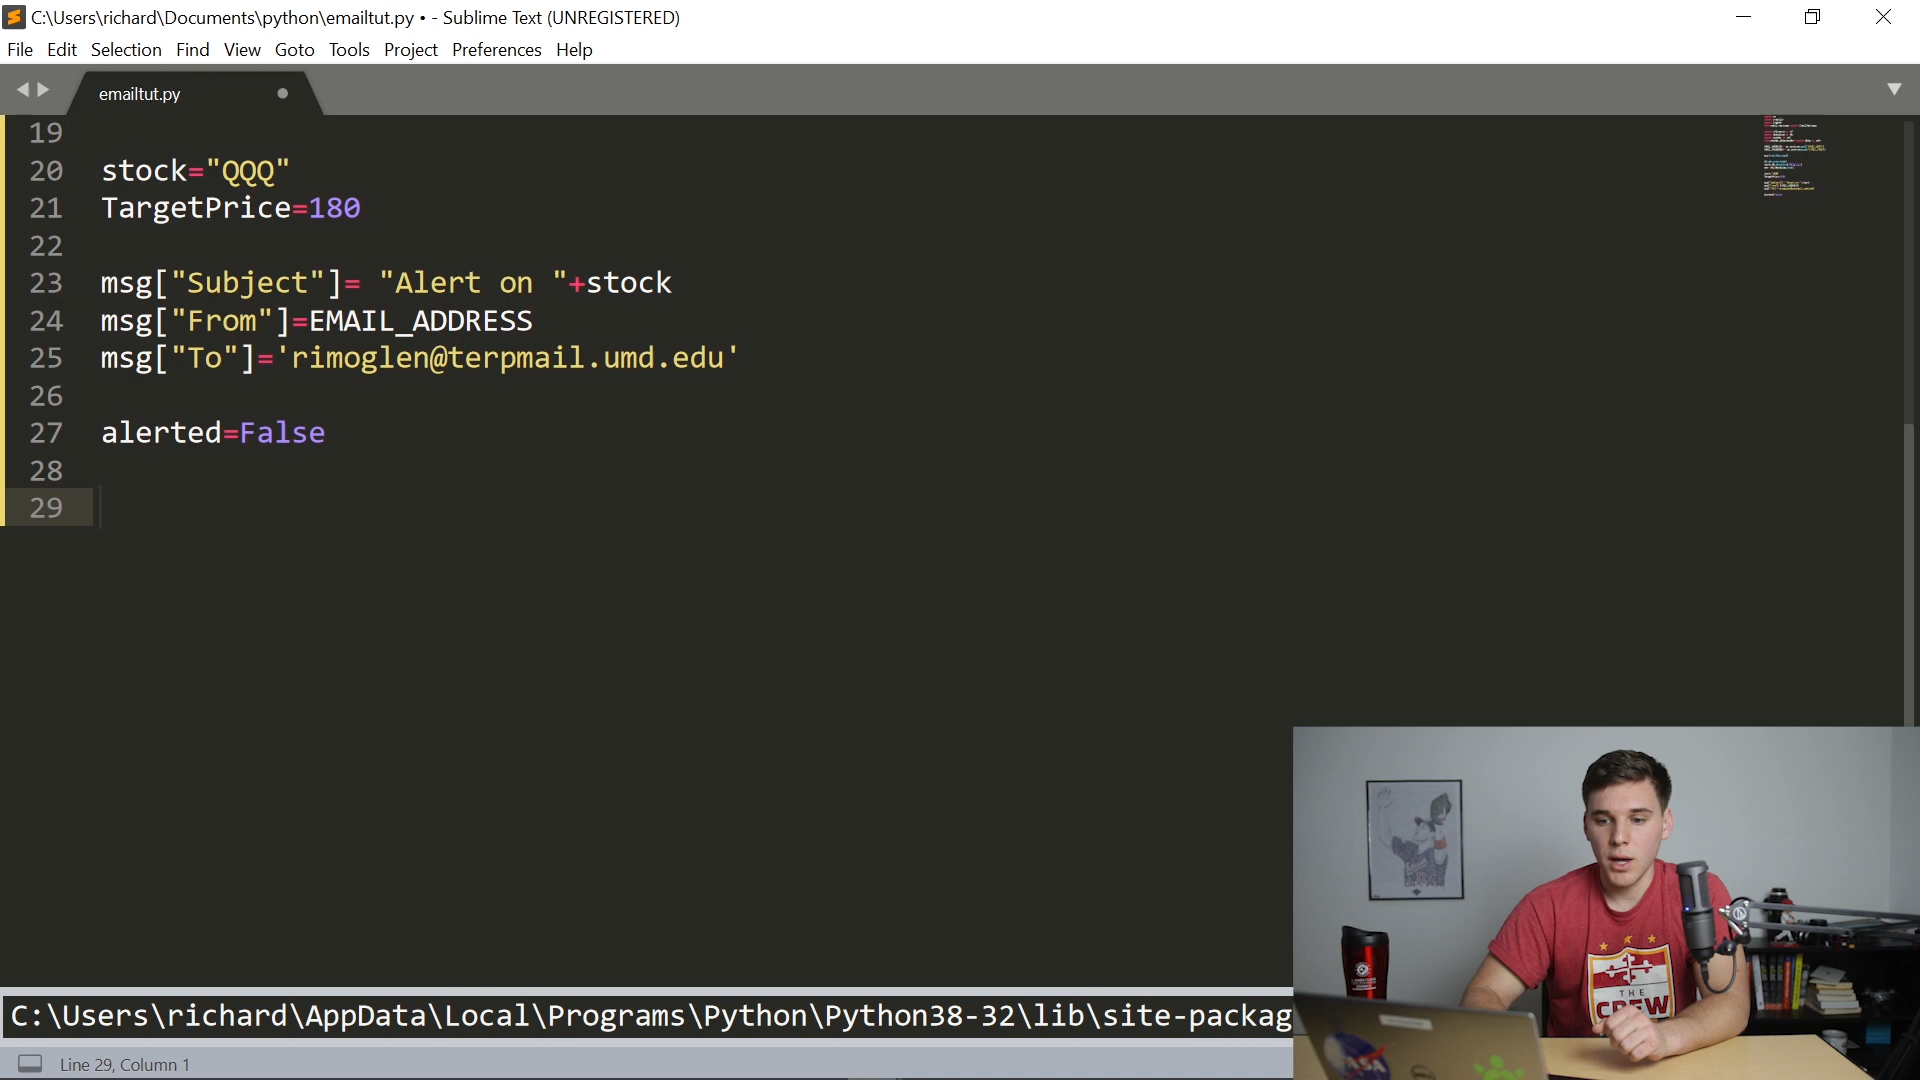 C:\Users\richard\Documents\python\emailtut.py • - Sublime Text (UNREGISTERED)
File Edit Selection Find View Goto Tools Project Preferences Help
emailtut.py
19
20 stock="QQQ"
21 TargetPrice=180
22
23 msg["Subject"]= "Alert on "+stock
24 msg["From"]=EMAIL_ADDRESS
25 msg["To"]='rimoglen@terpmail.umd.edu'
26
27 alerted=False
28
29
C:\Users\richard\AppData\Local\Programs\Python\Python38-32\lib\site-packag
Line 29, Column 1
THE
CREW
NASA